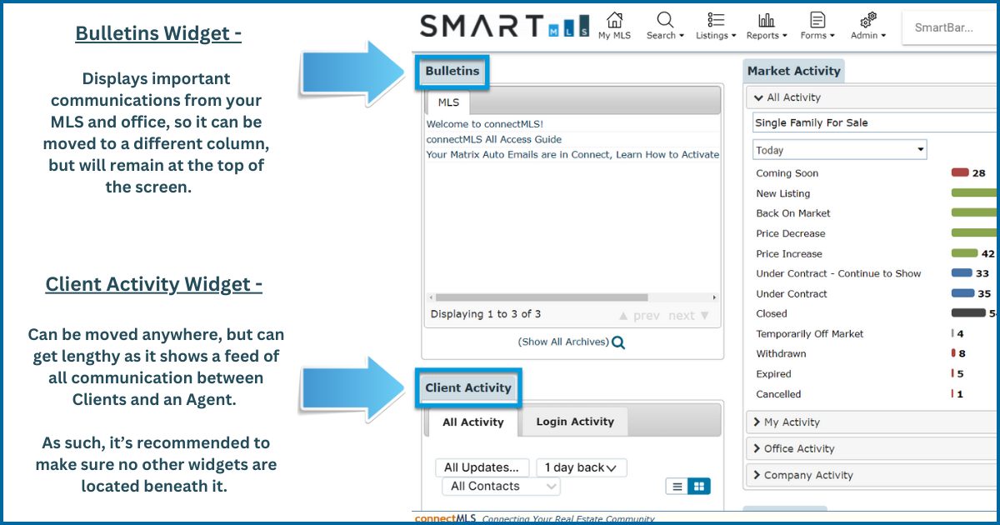 Bulletins Widget -
Displays important
communications from your
MLS and office, so it can be
moved to a different column,
but will remain at the top of
the screen.
Client Activity Widget -
Can be moved anywhere, but can
get lengthy as it shows a feed of
all communication between
Clients and an Agent.
As such, it’s recommended to
make sure no other widgets are
located beneath it.
SMART MLS
My MLS
Search
Listings
Reports
Forms
Admin
SmartBar...
Bulletins
MLS
Welcome to connectMLS!
connectMLS All Access Guide
Your Matrix Auto Emails are in Connect, Learn How to Activate
Displaying 1 to 3 of 3
▲ prev next ▼
(Show All Archives)
Client Activity
All Activity
Login Activity
All Updates...
1 day back
All Contacts
Market Activity
All Activity
Single Family For Sale
Today
Coming Soon 28
New Listing
Back On Market
Price Decrease
Price Increase 42
Under Contract - Continue to Show 33
Under Contract 35
Closed
Temporarily Off Market 4
Withdrawn 8
Expired 5
Cancelled 1
My Activity
Office Activity
Company Activity
connectMLS Connecting Your Real Estate Community